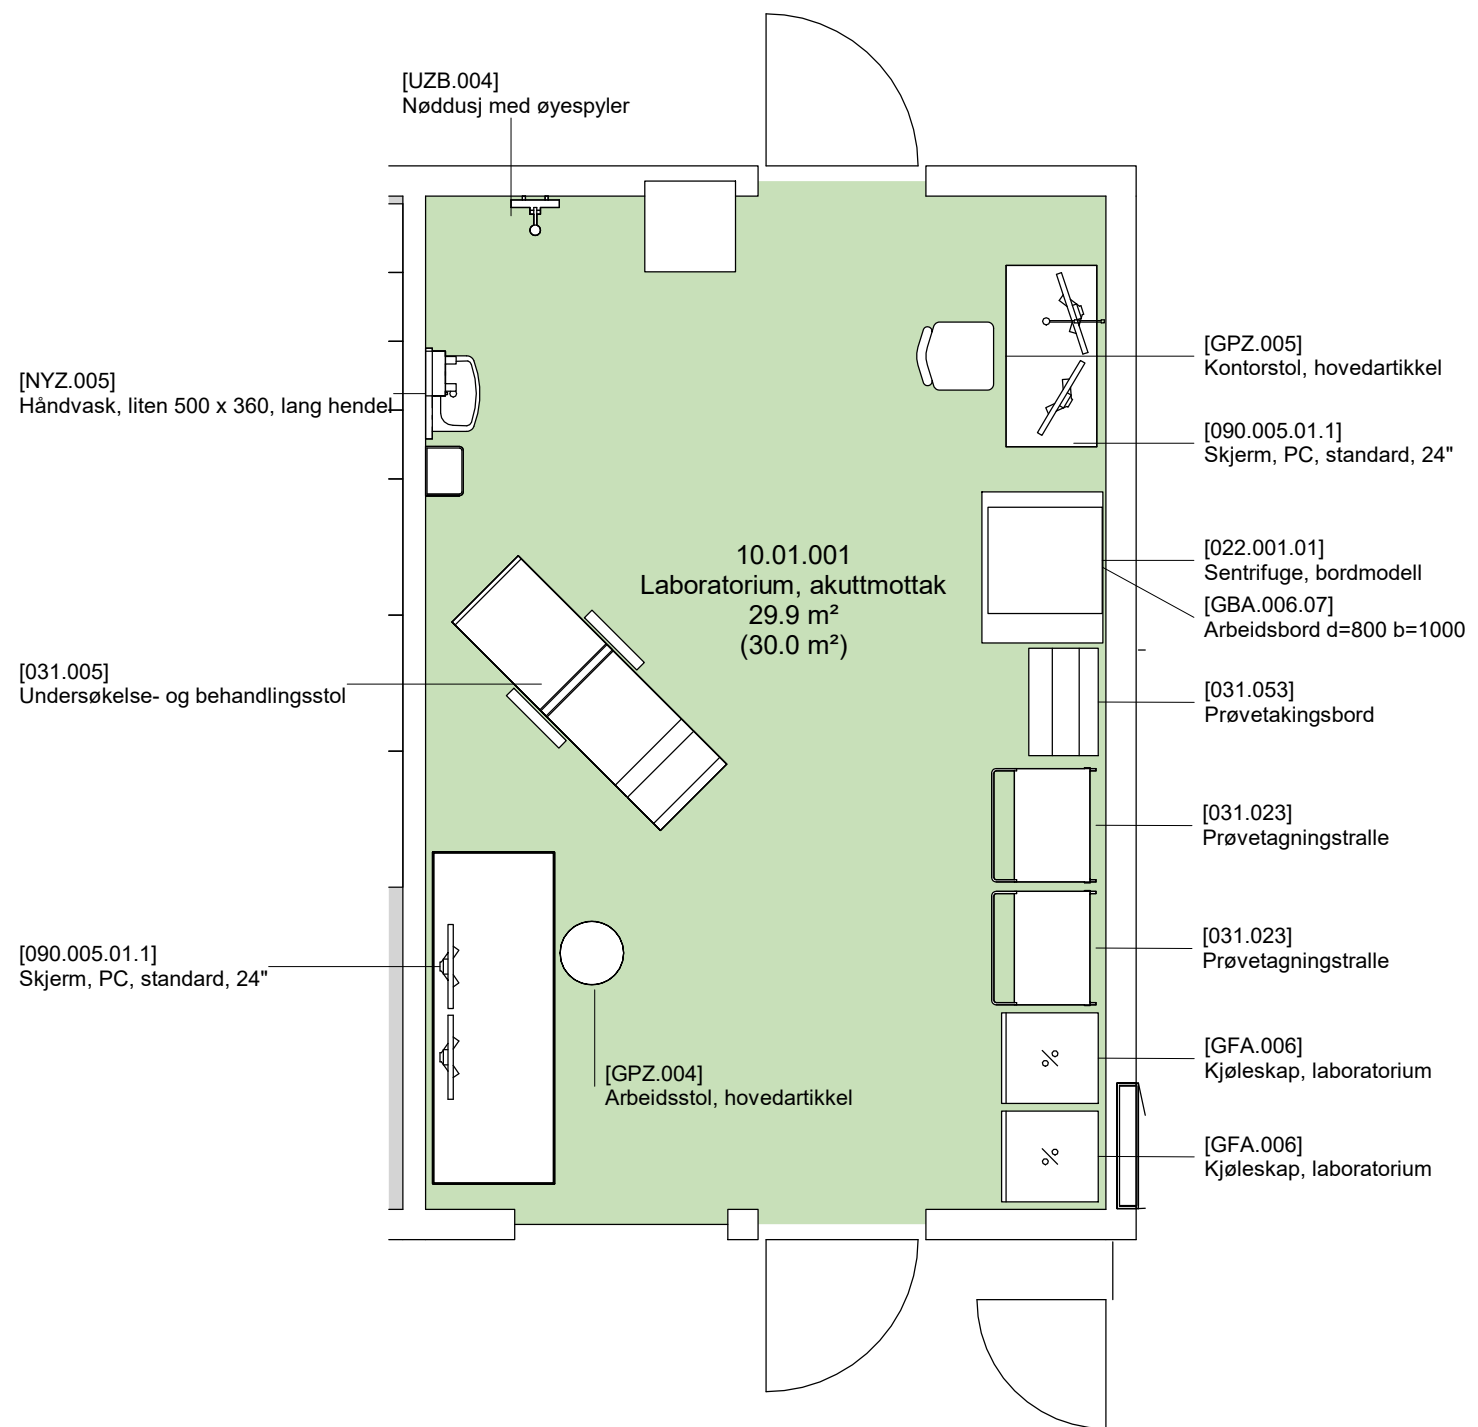 [UZB.004]
Nøddusj med øyespyler
[NYZ.005]
Håndvask, liten 500 x 360, lang hendel
[GPZ.005]
Kontorstol, hovedartikkel
[090.005.01.1]
Skjerm, PC, standard, 24"
10.01.001
Laboratorium, akuttmottak
29.9 m²
(30.0 m²)
[022.001.01]
Sentrifuge, bordmodell
[GBA.006.07]
Arbeidsbord d=800 b=1000
[031.005]
Undersøkelse- og behandlingsstol
[031.053]
Prøvetakingsbord
[031.023]
Prøvetagningstralle
[031.023]
Prøvetagningstralle
[090.005.01.1]
Skjerm, PC, standard, 24"
[GPZ.004]
Arbeidsstol, hovedartikkel
[GFA.006]
Kjøleskap, laboratorium
[GFA.006]
Kjøleskap, laboratorium